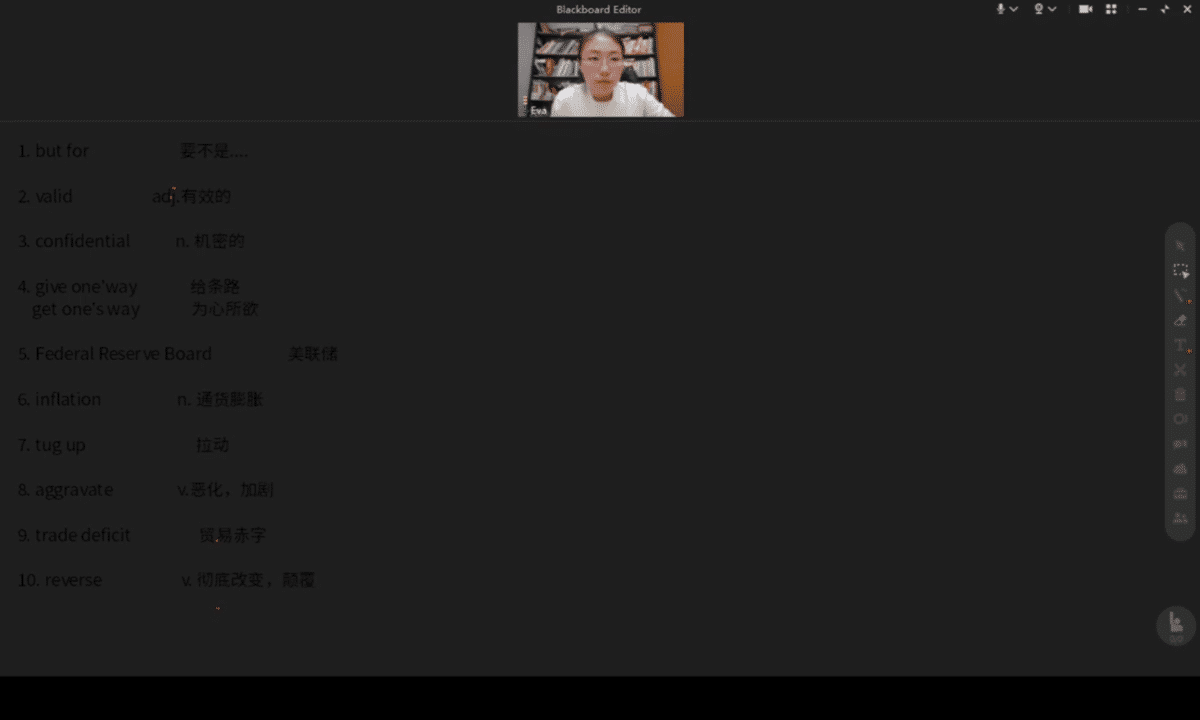 Blackboard Editor
Eva
1. but for 要不是....
2. valid adj.有效的
3. confidential n. 机密的
4. give one'way 给条路
get one's way 为心所欲
5. Federal Reserve Board 美联储
6. inflation n. 通货膨胀
7. tug up 拉动
8. aggravate v.恶化，加剧
9. trade deficit 贸易赤字
10. reverse v. 彻底改变，颠覆